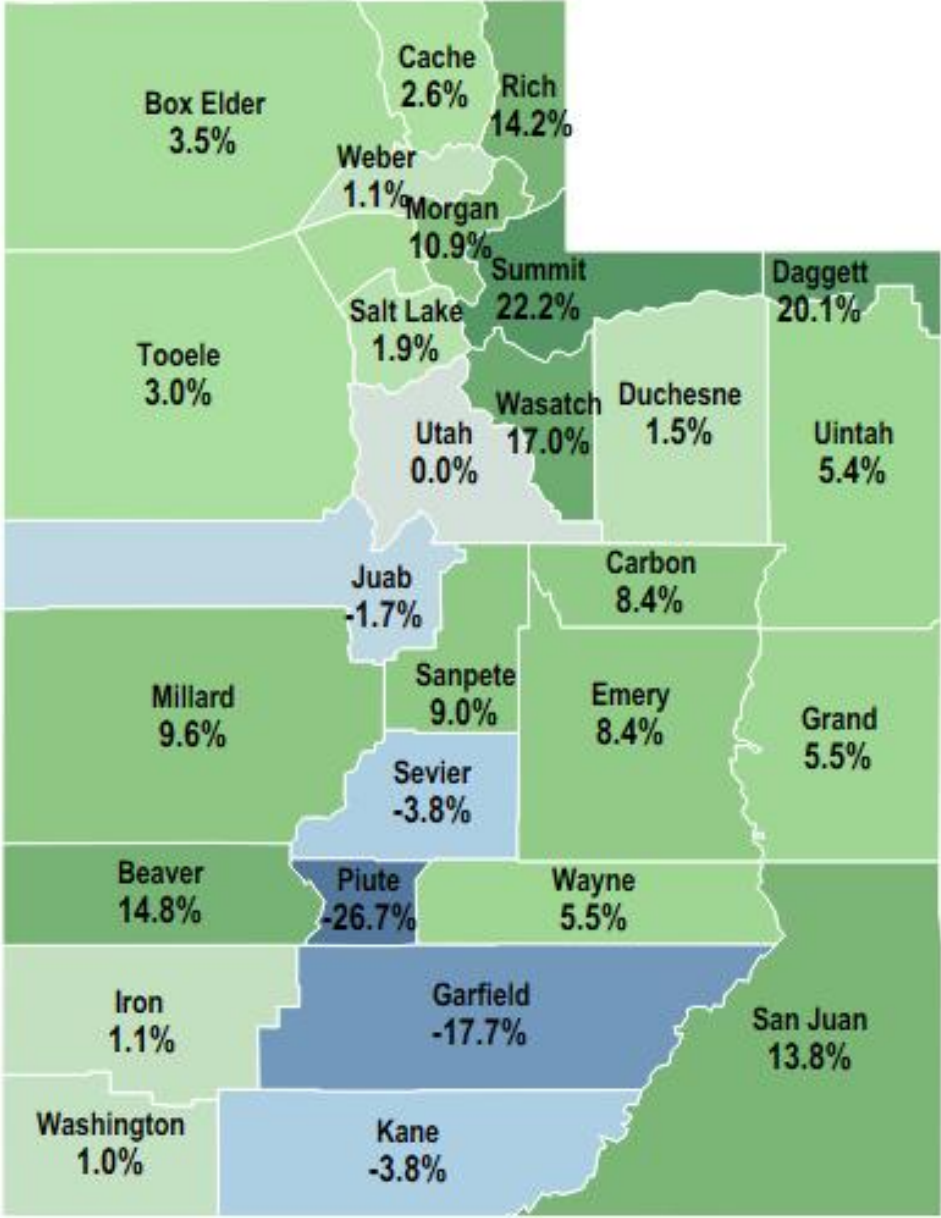 Cache
2.6%
Rich
14.2%
Box Elder
3.5%
Weber
1.1%
Morgan
10.9%
Summit
22.2%
Daggett
20.1%
Salt Lake
1.9%
Tooele
3.0%
Wasatch
17.0%
Duchesne
1.5%
Utah
0.0%
Uintah
5.4%
Juab
-1.7%
Carbon
8.4%
Sanpete
9.0%
Millard
9.6%
Emery
8.4%
Grand
5.5%
Sevier
-3.8%
Beaver
14.8%
Piute
-26.7%
Wayne
5.5%
Iron
1.1%
Garfield
-17.7%
San Juan
13.8%
Washington
1.0%
Kane
-3.8%